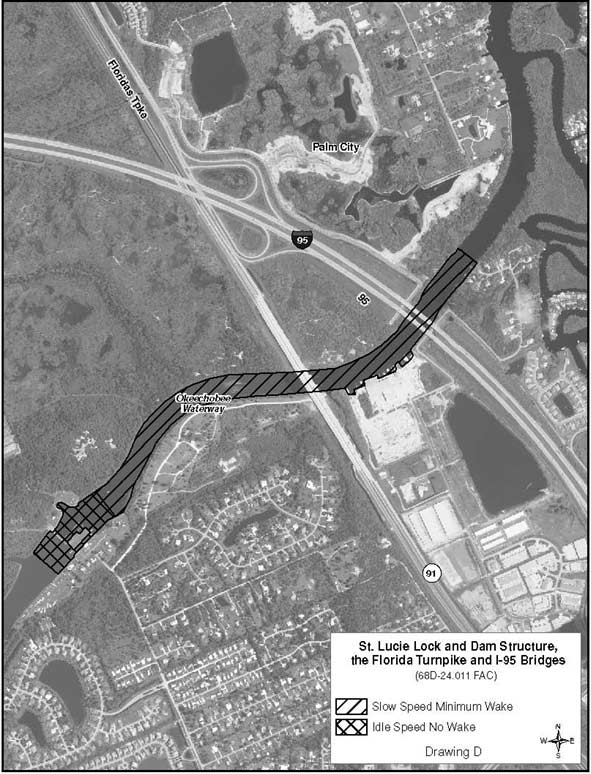 Floridas Tpke
Palm City
95
95
Okeechobee
Waterway
91
St. Lucie Lock and Dam Structure,
the Florida Turnpike and I-95 Bridges
(68D-24.011 FAC)
Slow Speed Minimum Wake
Idle Speed No Wake
Drawing D
N
W E
S